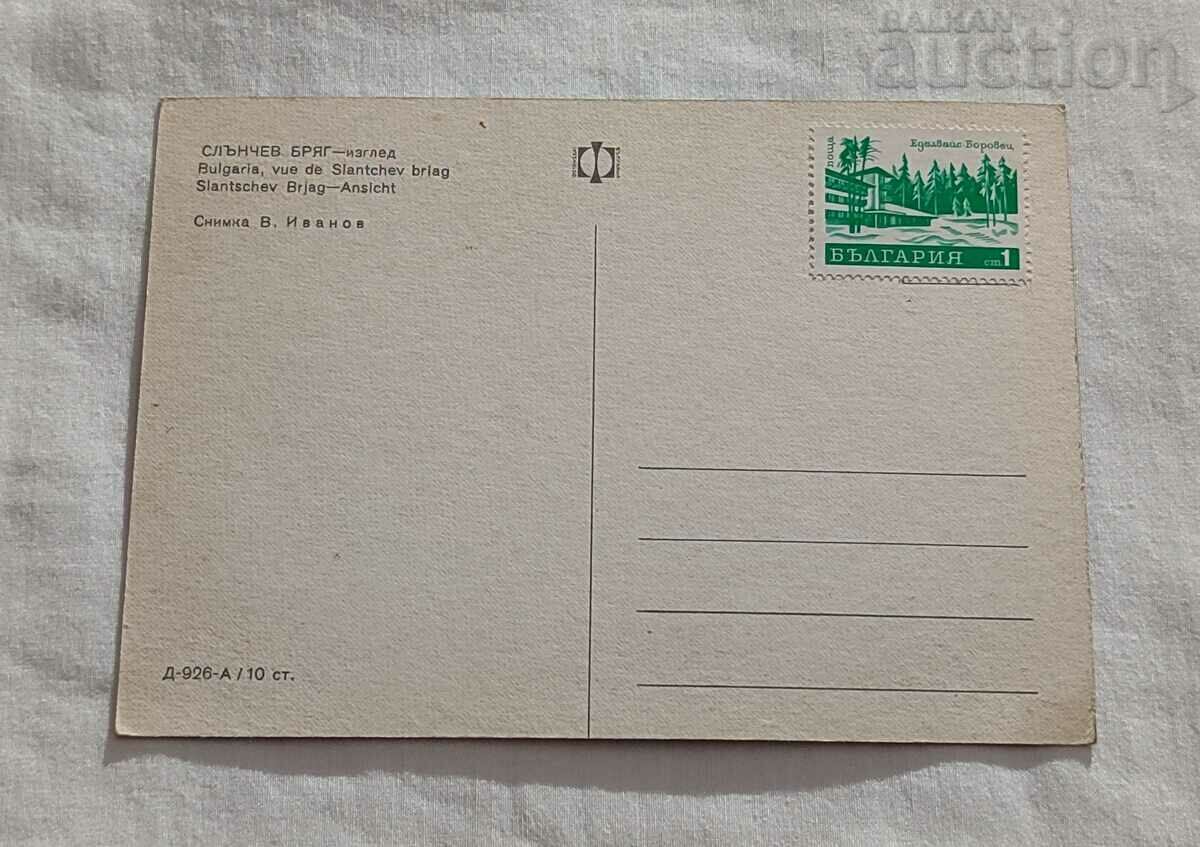 BALKAN
auction
СЛЪНЧЕВ БРЯГ—изглед
Bulgaria, vue de Slantchev briag
Slantschev Brjag—Ansicht
Снимка В. Иванов
поща
Еделвайс-Боровец
БЪЛГАРИЯ ст.1
Д-926-А / 10 ст.